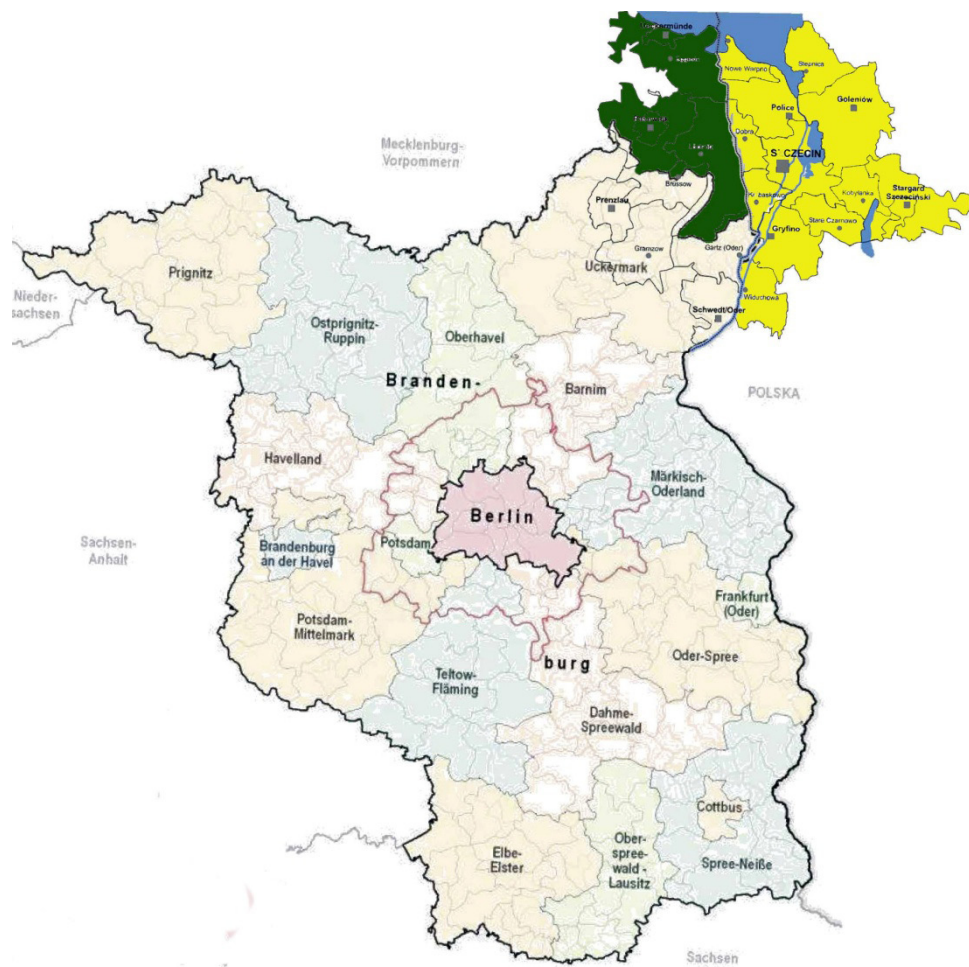 Nowe Warpno
Goleniów
Police
Dobra
S CZECIN
Mecklenburg-
Vorpommern
Brüssow
Prenzlau
Kobylanka
Stargard
Szczeciński
Stare Czarnowo
Gryfino
Gramzow
Gartz (Oder)
Uckermark
Prignitz
Nieder-
sachsen
Widuchowa
Schwedt/Oder
Ostprignitz-
Ruppin
Oberhavel
Branden-
Barnim
POLSKA
Havelland
Märkisch-
Oderland
Berlin
Sachsen-
Anhalt
Brandenburg
an der Havel
Potsdam
Frankfurt
(Oder)
Potsdam-
Mittelmark
burg
Oder-Spree
Teltow-
Fläming
Dahme-
Spreewald
Cottbus
Elbe-
Elster
Ober-
spree-
wald -
Lausitz
Spree-Neiße
Sachsen